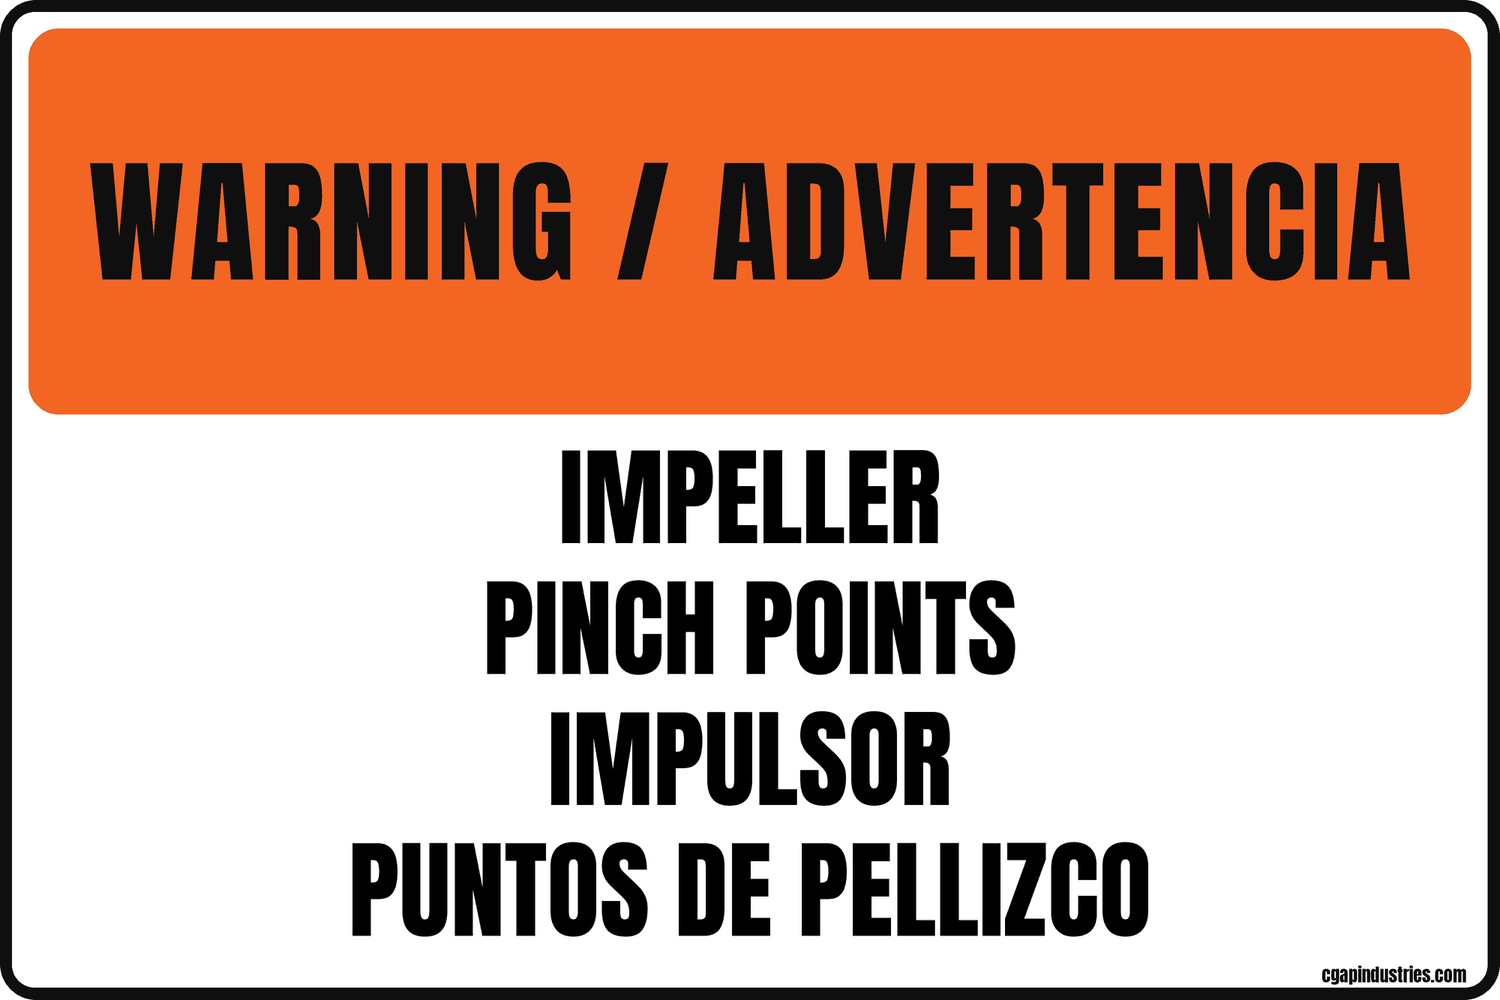 WARNING / ADVERTENCIA
IMPELLER
PINCH POINTS
IMPULSOR
PUNTOS DE PELLIZCO
cgapindustries.com